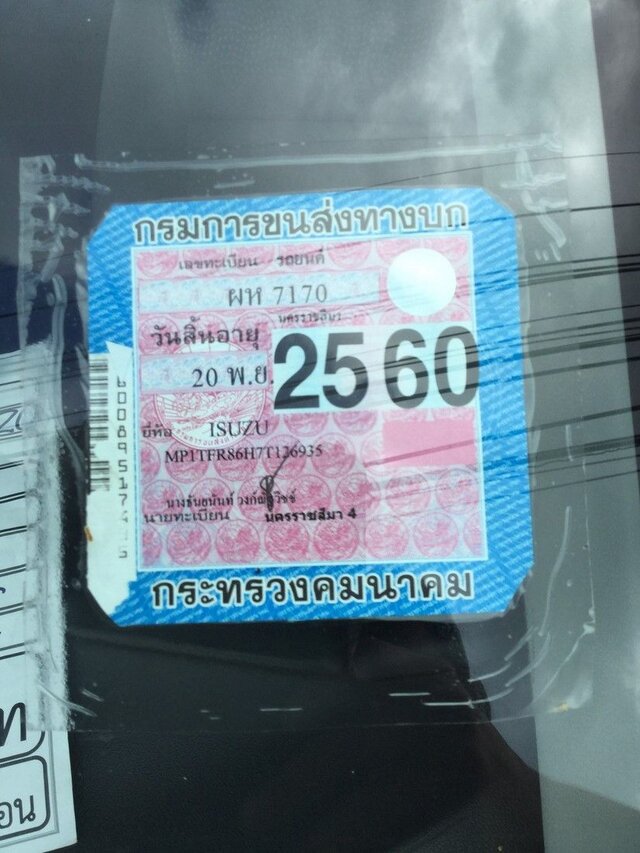 กรมการขนส่งทางบก
เลขทะเบียน รถยนต์
ผห 7170
นครราชสีมา
วันสิ้นอายุ
20 พ.ย. 2560
ยี่ห้อ ISUZU
MP1TFR86H7T126935
นายทะเบียน นครราชสีมา 4
กระทรวงคมนาคม